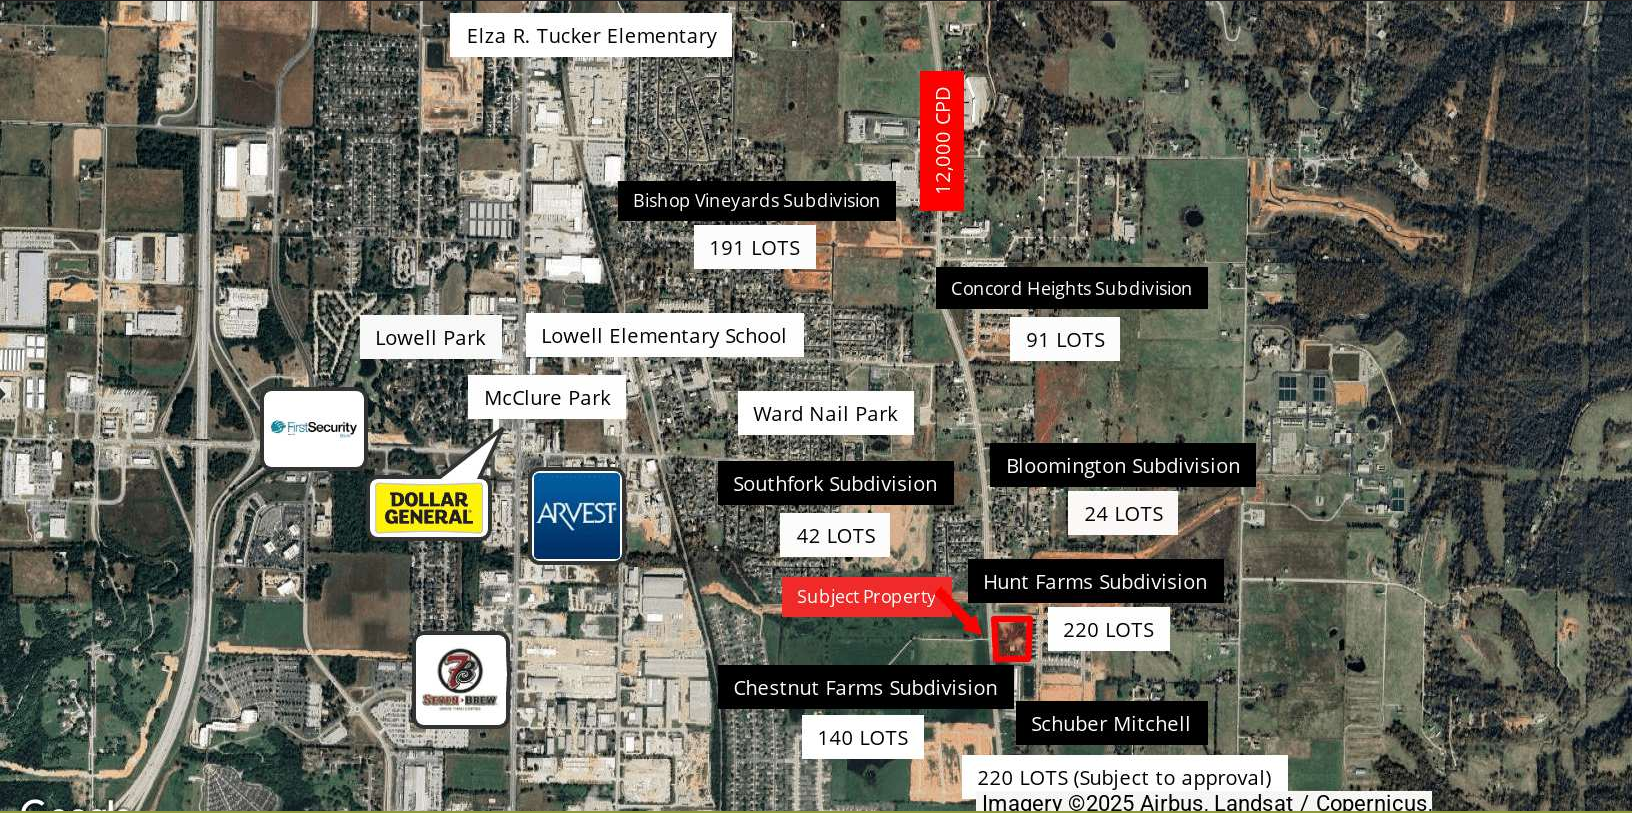 Elza R. Tucker Elementary
12,000 CPD
Bishop Vineyards Subdivision
191 LOTS
Concord Heights Subdivision
91 LOTS
Lowell Park
Lowell Elementary School
McClure Park
Ward Nail Park
FirstSecurity
Bloomington Subdivision
24 LOTS
Southfork Subdivision
42 LOTS
DOLLAR
GENERAL
ARVEST
Hunt Farms Subdivision
220 LOTS
Subject Property
7
SEVEN BREW
Chestnut Farms Subdivision
140 LOTS
Schuber Mitchell
220 LOTS (Subject to approval)
Google
Imagery ©2025 Airbus, Landsat / Copernicus,